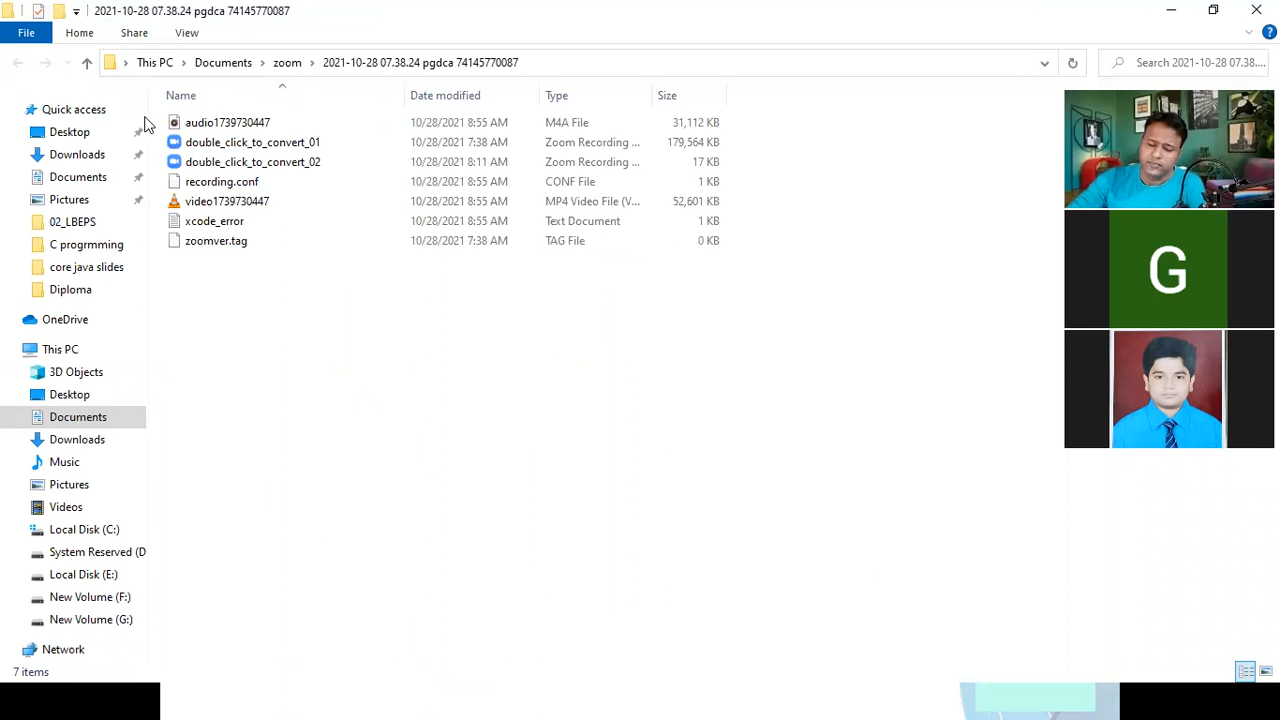 2021-10-28 07.38.24 pgdca 74145770087
File Home Share View
This PC Documents zoom 2021-10-28 07.38.24 pgdca 74145770087 Search 2021-10-28 07.38....
Name Date modified Type Size
audio1739730447 10/28/2021 8:55 AM M4A File 31,112 KB
double_click_to_convert_01 10/28/2021 7:38 AM Zoom Recording ... 179,564 KB
double_click_to_convert_02 10/28/2021 8:11 AM Zoom Recording ... 17 KB
recording.conf 10/28/2021 8:55 AM CONF File 1 KB
video1739730447 10/28/2021 8:55 AM MP4 Video File (V... 52,601 KB
xcode_error 10/28/2021 8:55 AM Text Document 1 KB
zoomver.tag 10/28/2021 7:38 AM TAG File 0 KB
Quick access
Desktop
Downloads
Documents
Pictures
02_LBEPS
C progrmming
core java slides
Diploma
OneDrive
This PC
3D Objects
Desktop
Documents
Downloads
Music
Pictures
Videos
Local Disk (C:)
System Reserved (D
Local Disk (E:)
New Volume (F:)
New Volume (G:)
Network
7 items
G